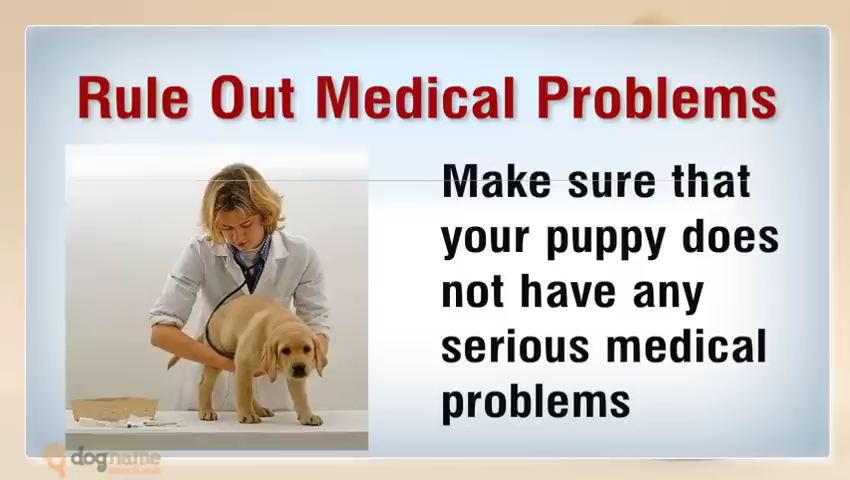 Rule Out Medical Problems
Make sure that
your puppy does
not have any
serious medical
problems
dogname